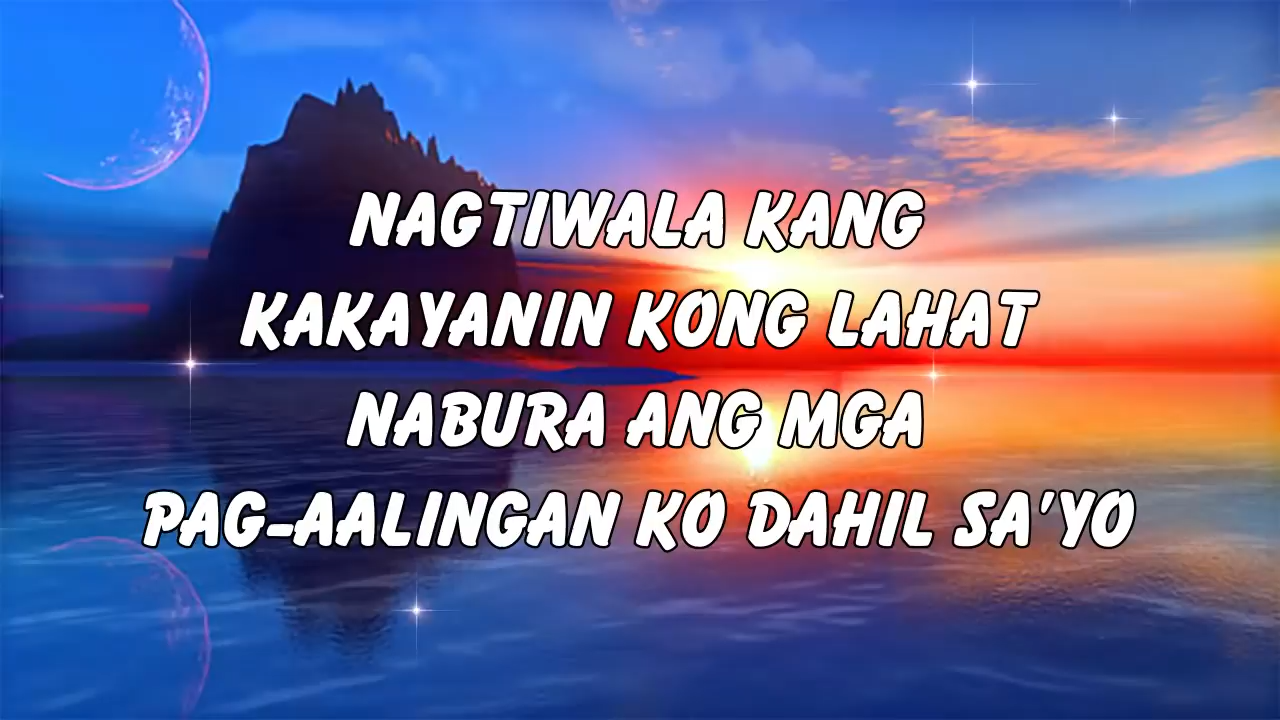 NAGTIWALA KANG
KAKAYANIN KONG LAHAT
NABURA ANG MGA
PAG-AALINGAN KO DAHIL SA'YO